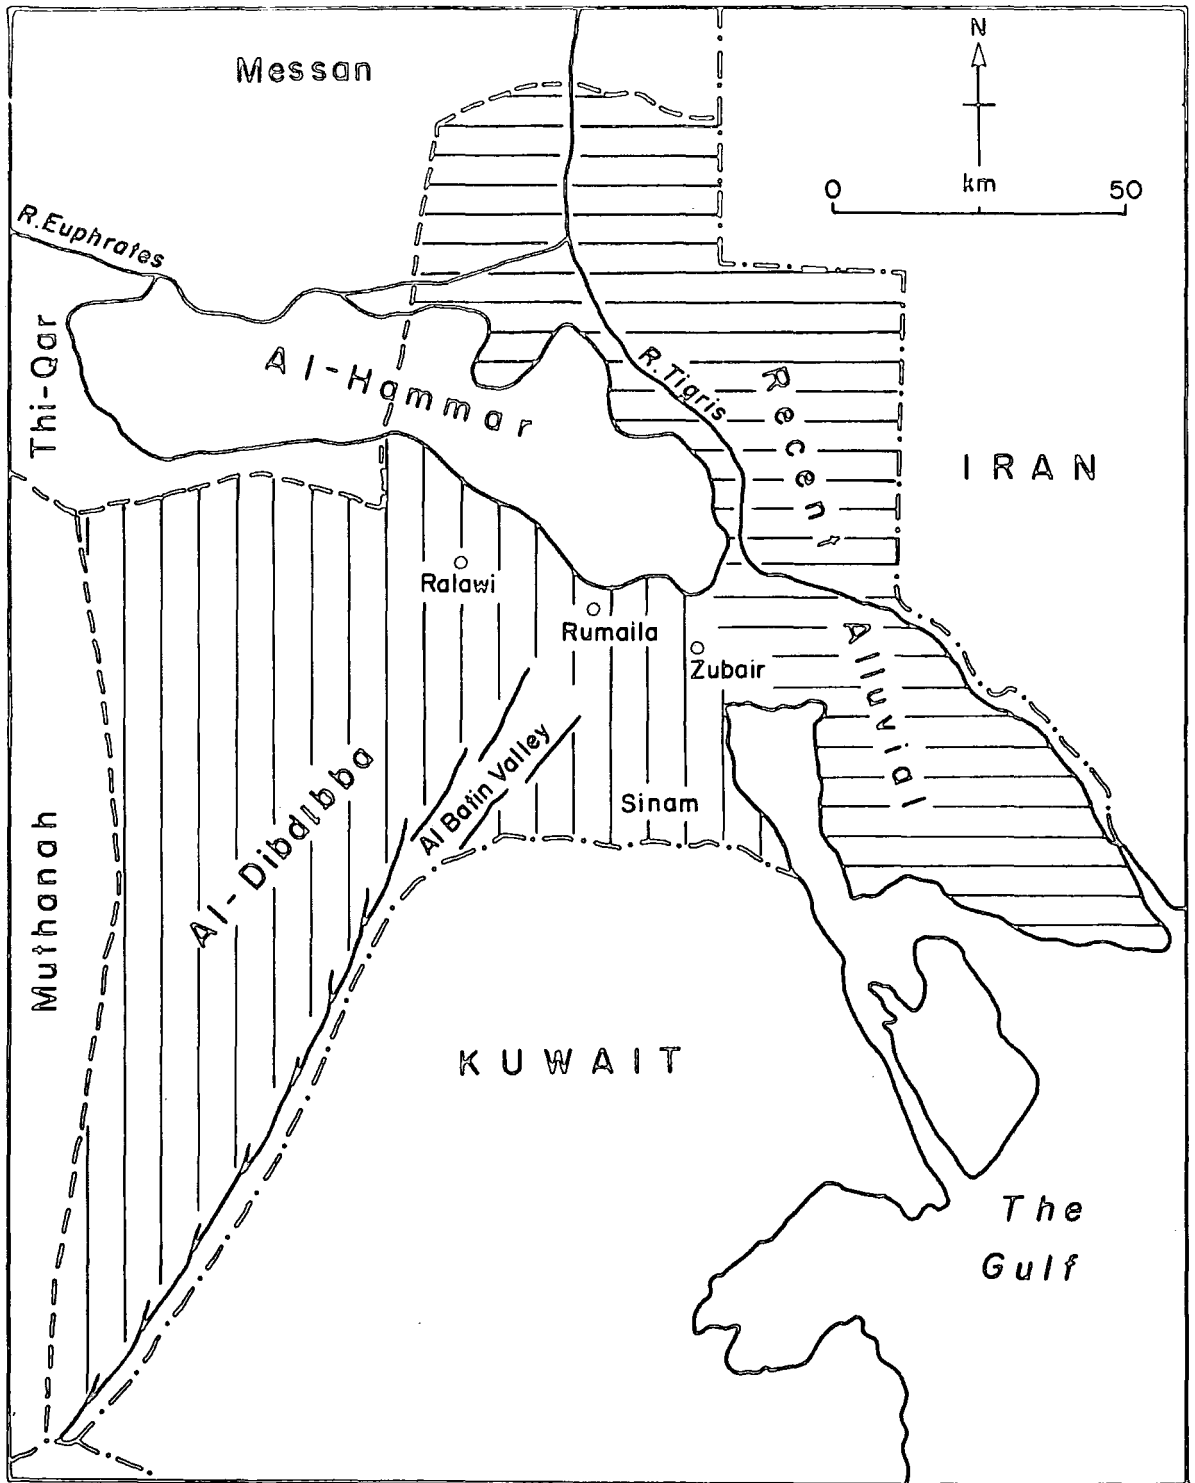 Messan
N
km
0 50
R. Euphrates
Thi-Qar
Al-Hammar
R. Tigris
Recent
IRAN
Ralawi
Rumaila
Zubair
Alluvial
Al Batin Valley
Sinam
Al-Dibdibba
Muthanah
KUWAIT
The
Gulf